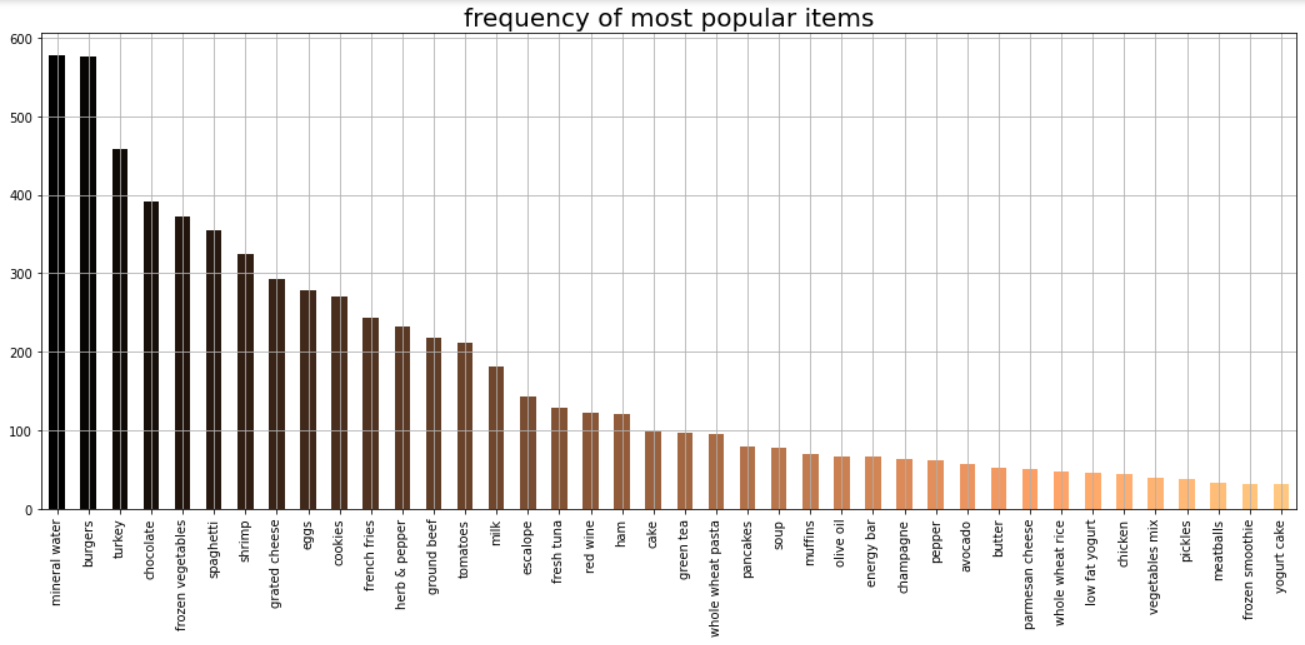 frequency of most popular items
600
500
400
300
200
100
0
mineral water
burgers
turkey
chocolate
frozen vegetables
spaghetti
shrimp
grated cheese
eggs
cookies
french fries
herb & pepper
ground beef
tomatoes
milk
escalope
fresh tuna
red wine
ham
cake
green tea
whole wheat pasta
pancakes
soup
muffins
olive oil
energy bar
champagne
pepper
avocado
butter
parmesan cheese
whole wheat rice
low fat yogurt
chicken
vegetables mix
pickles
meatballs
frozen smoothie
yogurt cake